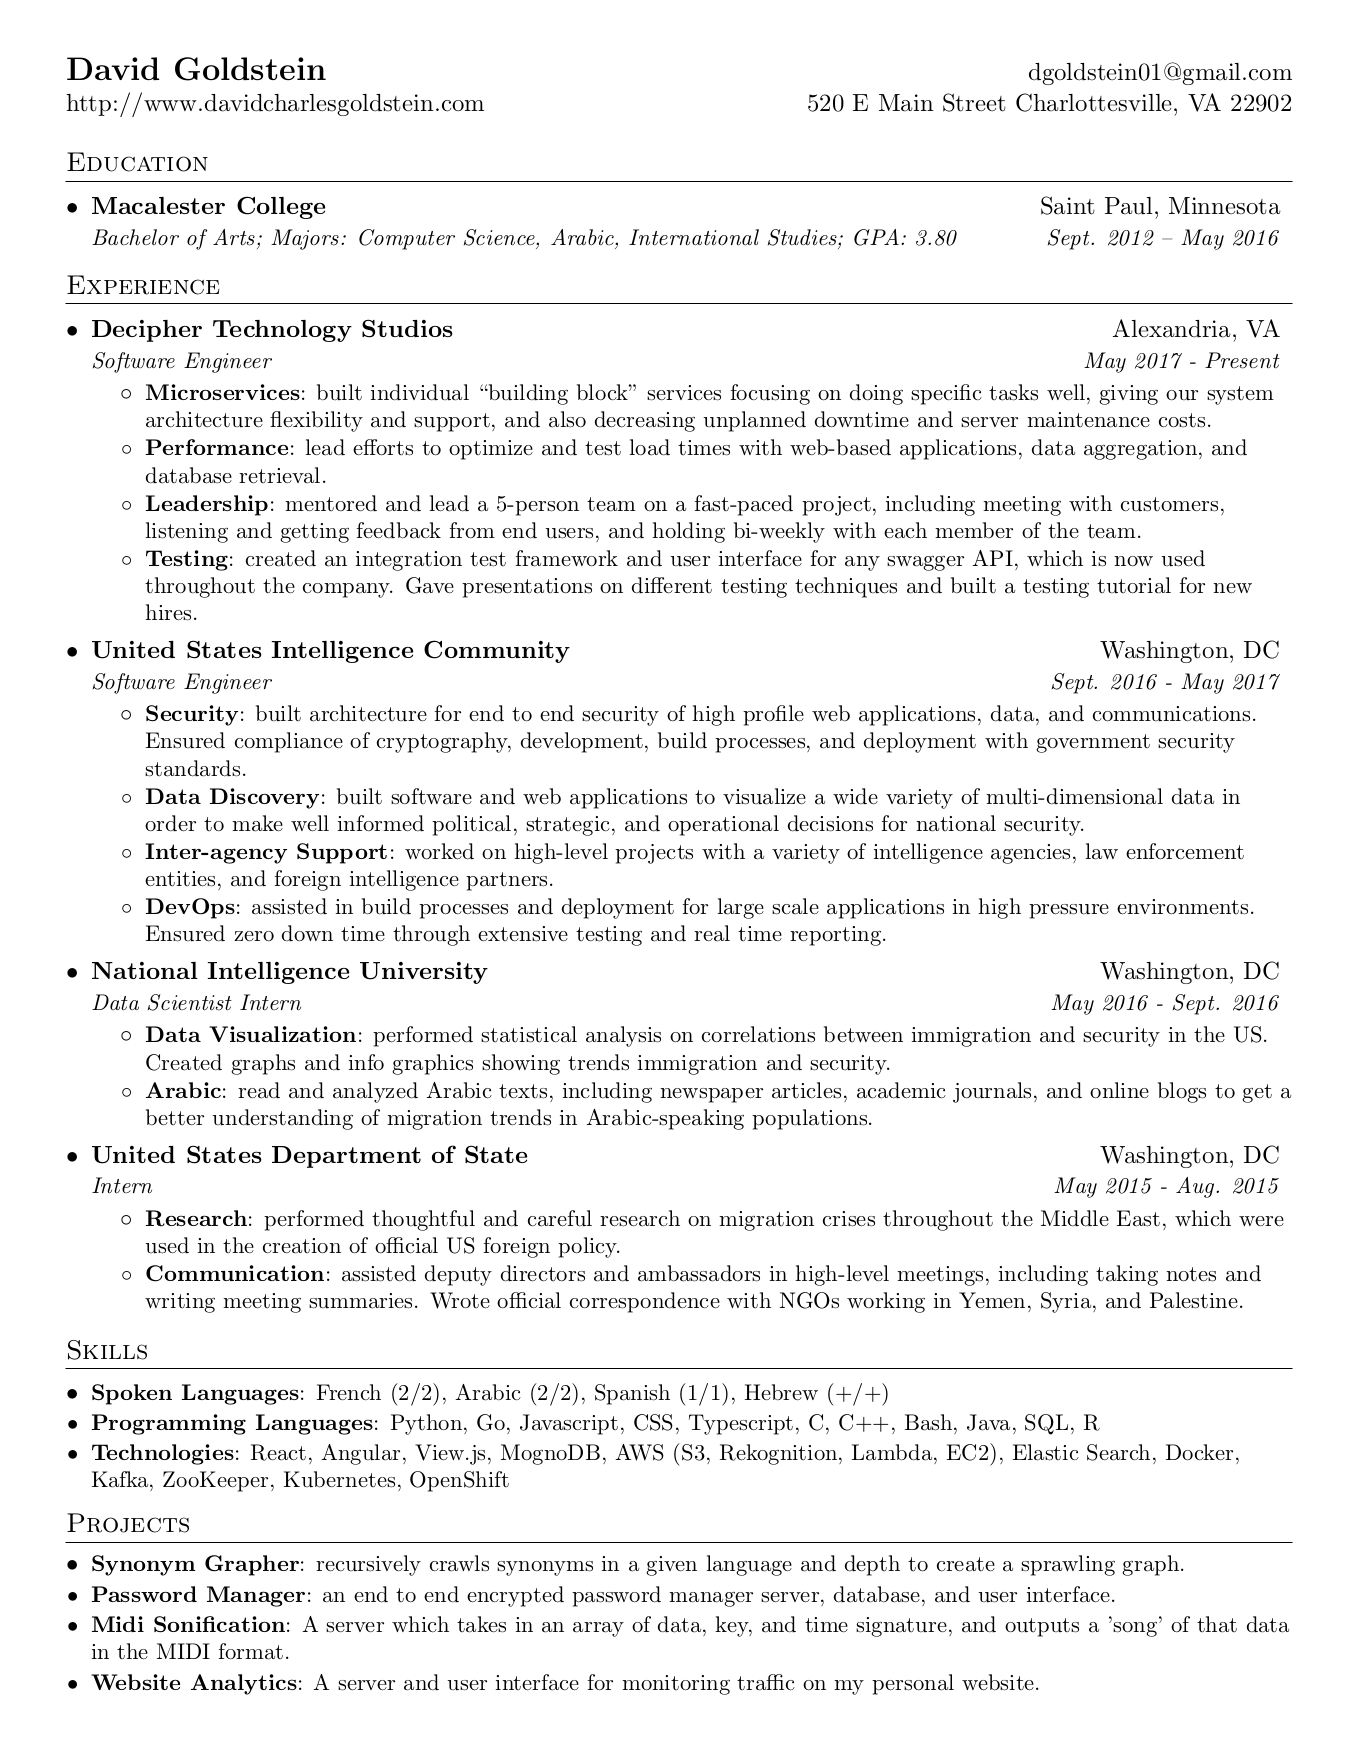 David Goldstein dgoldstein01@gmail.com
http://www.davidcharlesgoldstein.com 520 E Main Street Charlottesville, VA 22902
Education
• Macalester College Saint Paul, Minnesota
Bachelor of Arts; Majors: Computer Science, Arabic, International Studies; GPA: 3.80 Sept. 2012 – May 2016
Experience
• Decipher Technology Studios Alexandria, VA
Software Engineer May 2017 - Present
◦ Microservices: built individual “building block” services focusing on doing specific tasks well, giving our system
architecture flexibility and support, and also decreasing unplanned downtime and server maintenance costs.
◦ Performance: lead efforts to optimize and test load times with web-based applications, data aggregation, and
database retrieval.
◦ Leadership: mentored and lead a 5-person team on a fast-paced project, including meeting with customers,
listening and getting feedback from end users, and holding bi-weekly with each member of the team.
◦ Testing: created an integration test framework and user interface for any swagger API, which is now used
throughout the company. Gave presentations on different testing techniques and built a testing tutorial for new
hires.
• United States Intelligence Community Washington, DC
Software Engineer Sept. 2016 - May 2017
◦ Security: built architecture for end to end security of high profile web applications, data, and communications.
Ensured compliance of cryptography, development, build processes, and deployment with government security
standards.
◦ Data Discovery: built software and web applications to visualize a wide variety of multi-dimensional data in
order to make well informed political, strategic, and operational decisions for national security.
◦ Inter-agency Support: worked on high-level projects with a variety of intelligence agencies, law enforcement
entities, and foreign intelligence partners.
◦ DevOps: assisted in build processes and deployment for large scale applications in high pressure environments.
Ensured zero down time through extensive testing and real time reporting.
• National Intelligence University Washington, DC
Data Scientist Intern May 2016 - Sept. 2016
◦ Data Visualization: performed statistical analysis on correlations between immigration and security in the US.
Created graphs and info graphics showing trends immigration and security.
◦ Arabic: read and analyzed Arabic texts, including newspaper articles, academic journals, and online blogs to get a
better understanding of migration trends in Arabic-speaking populations.
• United States Department of State Washington, DC
Intern May 2015 - Aug. 2015
◦ Research: performed thoughtful and careful research on migration crises throughout the Middle East, which were
used in the creation of official US foreign policy.
◦ Communication: assisted deputy directors and ambassadors in high-level meetings, including taking notes and
writing meeting summaries. Wrote official correspondence with NGOs working in Yemen, Syria, and Palestine.
Skills
• Spoken Languages: French (2/2), Arabic (2/2), Spanish (1/1), Hebrew (+/+)
• Programming Languages: Python, Go, Javascript, CSS, Typescript, C, C++, Bash, Java, SQL, R
• Technologies: React, Angular, View.js, MognoDB, AWS (S3, Rekognition, Lambda, EC2), Elastic Search, Docker,
Kafka, ZooKeeper, Kubernetes, OpenShift
Projects
• Synonym Grapher: recursively crawls synonyms in a given language and depth to create a sprawling graph.
• Password Manager: an end to end encrypted password manager server, database, and user interface.
• Midi Sonification: A server which takes in an array of data, key, and time signature, and outputs a ’song’ of that data
in the MIDI format.
• Website Analytics: A server and user interface for monitoring traffic on my personal website.